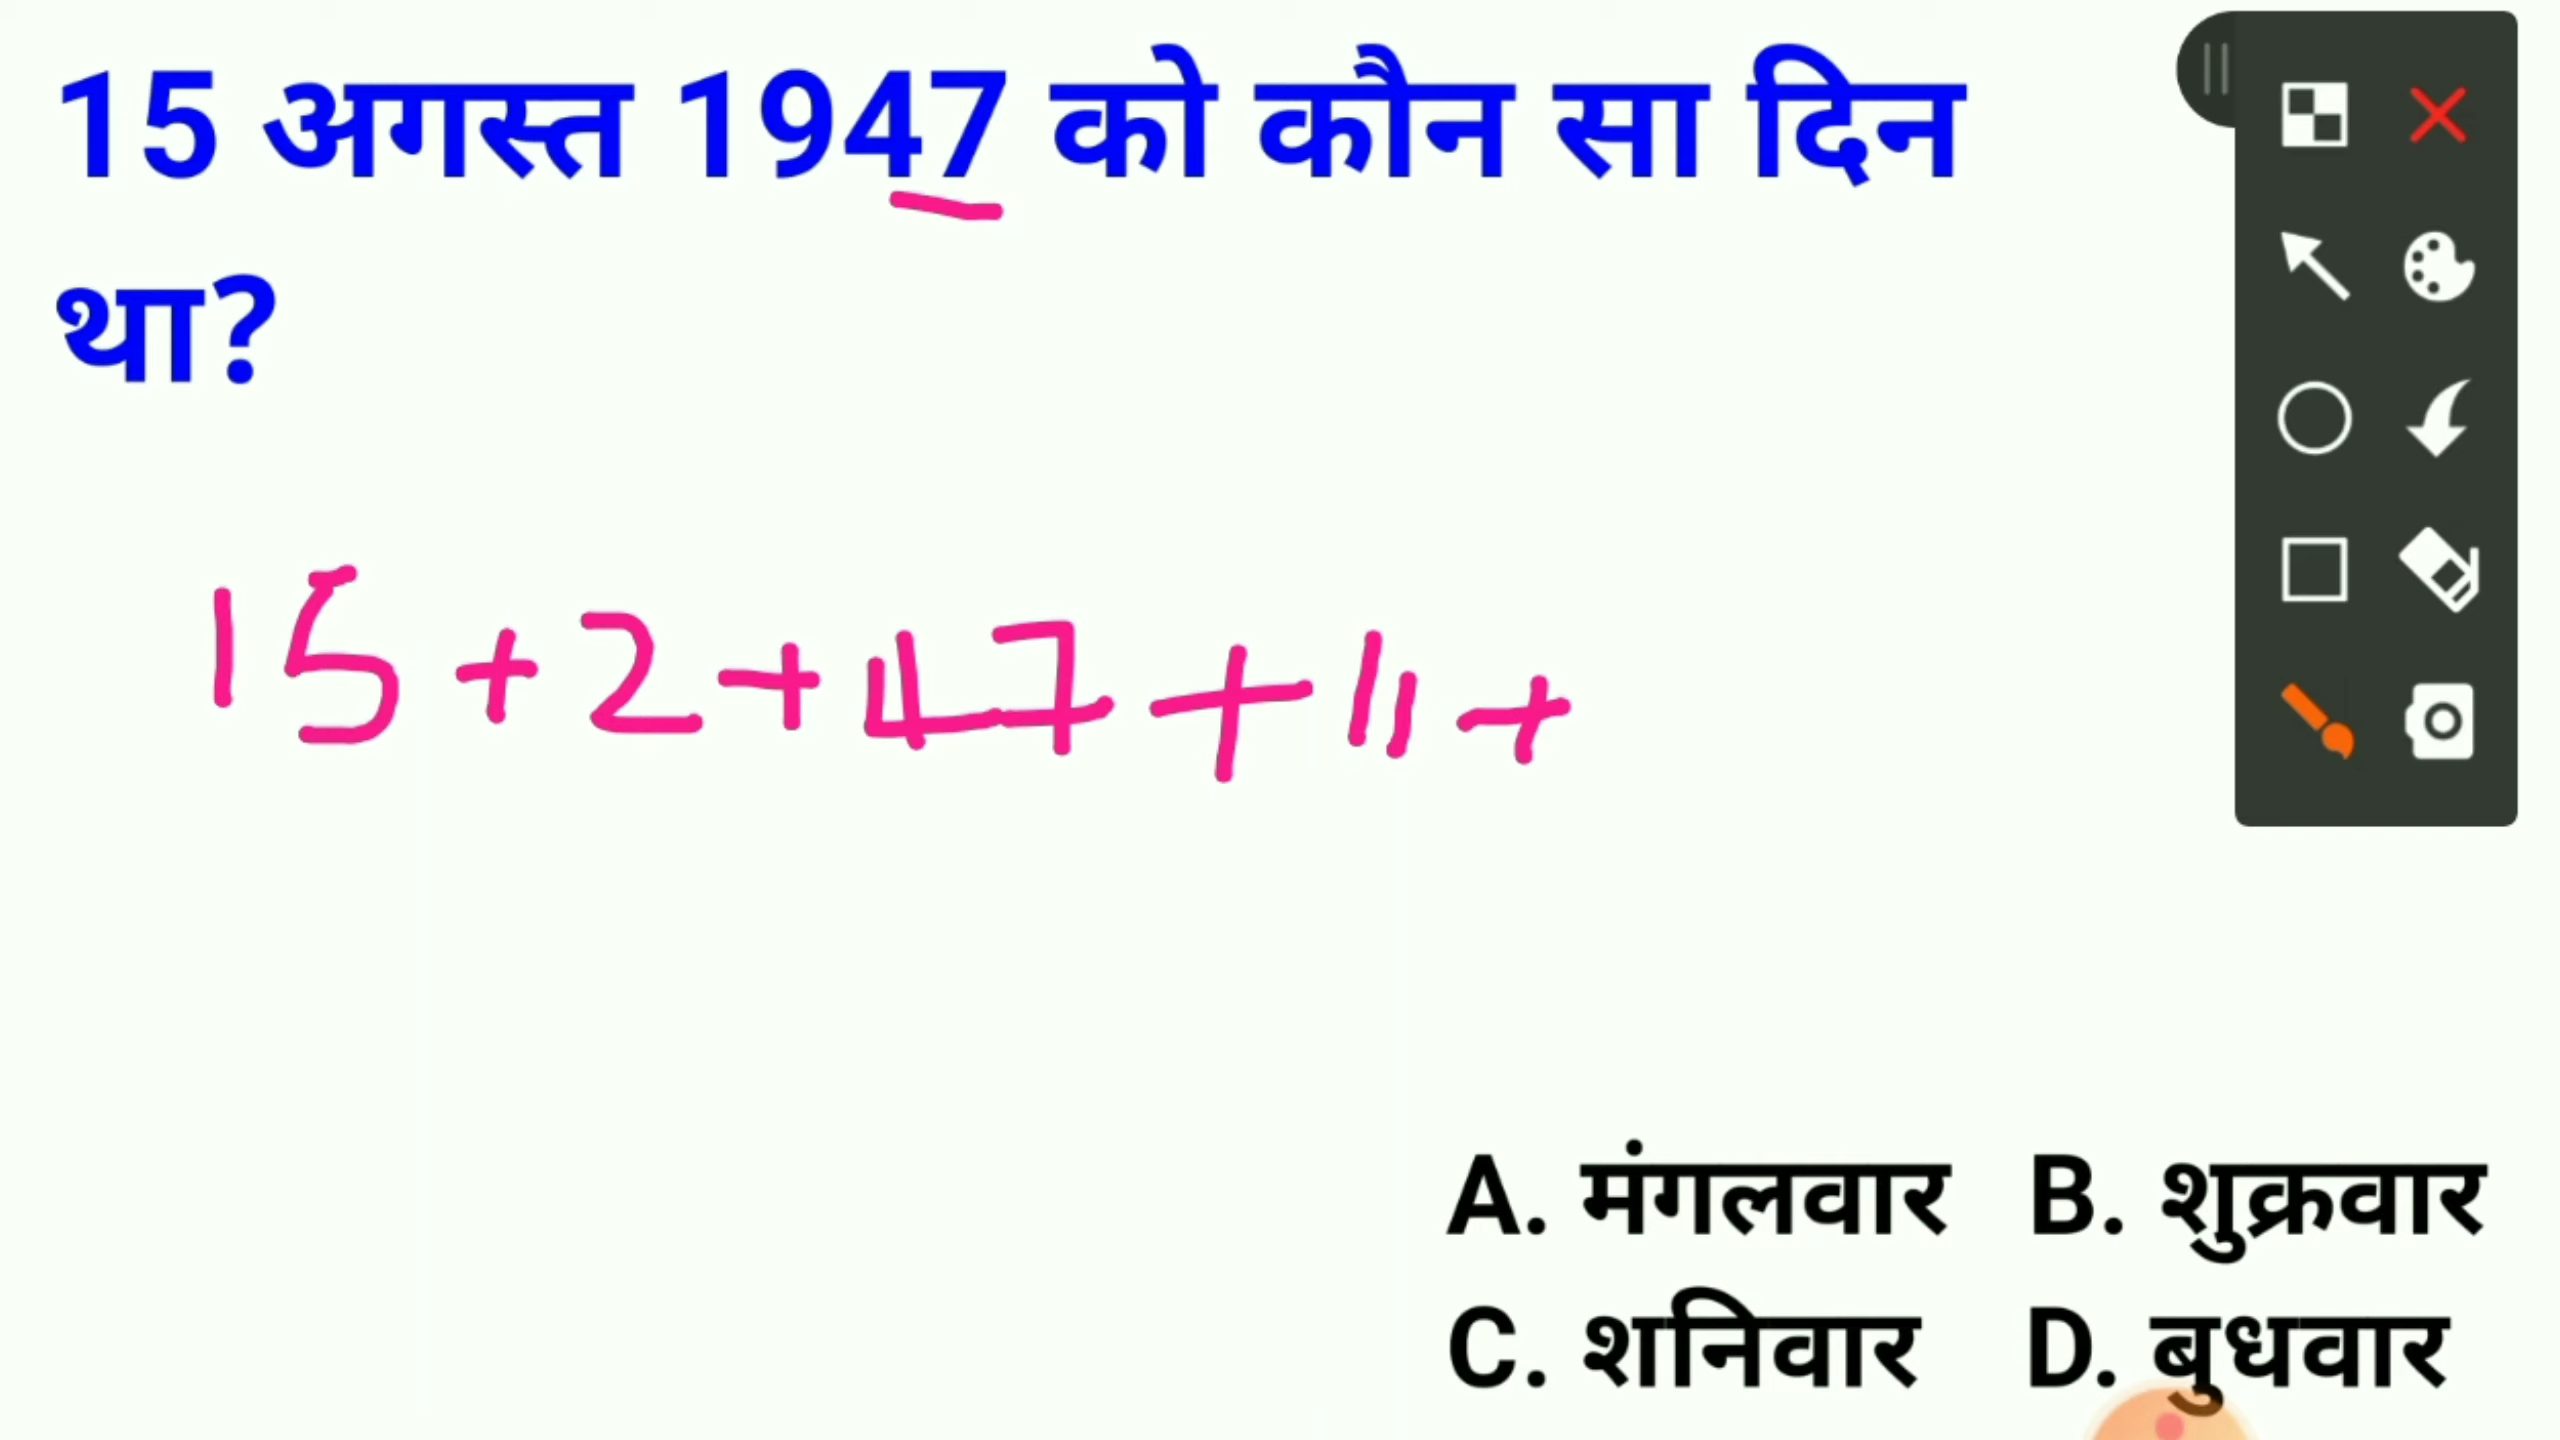 15 अगस्त 1947 को कौन सा दिन
था?
15+2+47+11+
A. मंगलवार B. शुक्रवार
C. शनिवार D. बुधवार